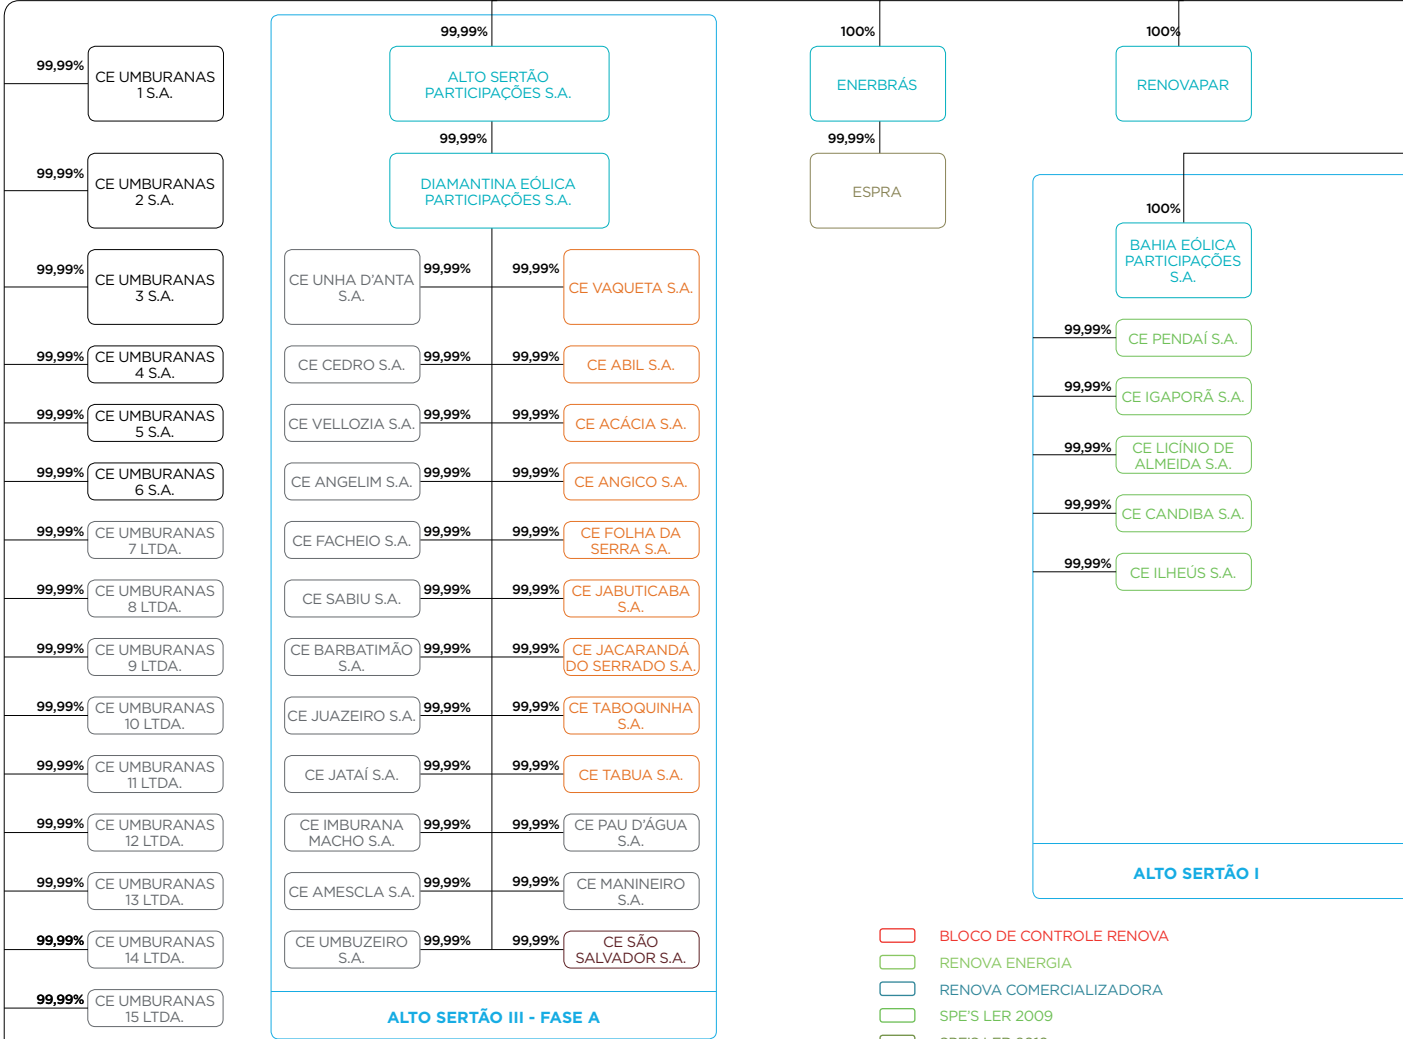 99,99%
CE UMBURANAS
1 S.A.
99,99%
CE UMBURANAS
2 S.A.
99,99%
CE UMBURANAS
3 S.A.
99,99%
CE UMBURANAS
4 S.A.
99,99%
CE UMBURANAS
5 S.A.
99,99%
CE UMBURANAS
6 S.A.
99,99%
CE UMBURANAS
7 LTDA.
99,99%
CE UMBURANAS
8 LTDA.
99,99%
CE UMBURANAS
9 LTDA.
99,99%
CE UMBURANAS
10 LTDA.
99,99%
CE UMBURANAS
11 LTDA.
99,99%
CE UMBURANAS
12 LTDA.
99,99%
CE UMBURANAS
13 LTDA.
99,99%
CE UMBURANAS
14 LTDA.
99,99%
CE UMBURANAS
15 LTDA.
99,99%
ALTO SERTÃO
PARTICIPAÇÕES S.A.
99,99%
DIAMANTINA EÓLICA
PARTICIPAÇÕES S.A.
CE UNHA D'ANTA
S.A.
99,99%
99,99%
CE VAQUETA S.A.
CE CEDRO S.A.
99,99%
99,99%
CE ABIL S.A.
CE VELLOZIA S.A.
99,99%
99,99%
CE ACÁCIA S.A.
CE ANGELIM S.A.
99,99%
99,99%
CE ANGICO S.A.
CE FACHEIO S.A.
99,99%
99,99%
CE FOLHA DA
SERRA S.A.
CE SABIU S.A.
99,99%
99,99%
CE JABUTICABA
S.A.
CE BARBATIMÃO
S.A.
99,99%
99,99%
CE JACARANDÁ
DO SERRADO S.A.
CE JUAZEIRO S.A.
99,99%
99,99%
CE TABOQUINHA
S.A.
CE JATAÍ S.A.
99,99%
99,99%
CE TABUA S.A.
CE IMBURANA
MACHO S.A.
99,99%
99,99%
CE PAU D'ÁGUA
S.A.
CE AMESCLA S.A.
99,99%
99,99%
CE MANINEIRO
S.A.
CE UMBUZEIRO
S.A.
99,99%
99,99%
CE SÃO
SALVADOR S.A.
ALTO SERTÃO III - FASE A
100%
ENERBRÁS
99,99%
ESPRA
100%
RENOVAPAR
100%
BAHIA EÓLICA
PARTICIPAÇÕES
S.A.
99,99%
CE PENDAÍ S.A.
99,99%
CE IGAPORÃ S.A.
99,99%
CE LICÍNIO DE
ALMEIDA S.A.
99,99%
CE CANDIBA S.A.
99,99%
CE ILHEÚS S.A.
ALTO SERTÃO I
BLOCO DE CONTROLE RENOVA
RENOVA ENERGIA
RENOVA COMERCIALIZADORA
SPE'S LER 2009